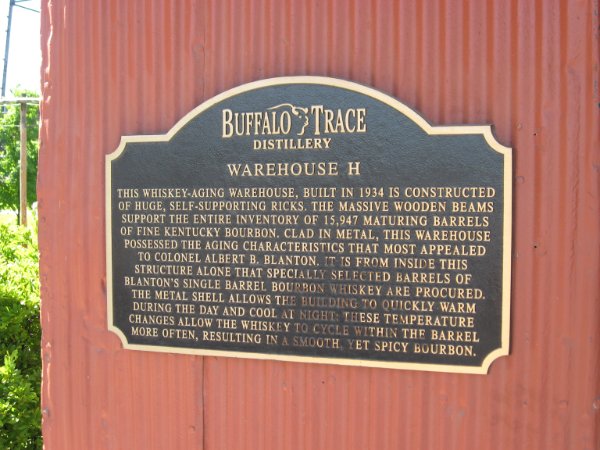 BUFFALO TRACE
DISTILLERY
WAREHOUSE H
THIS WHISKEY-AGING WAREHOUSE, BUILT IN 1934 IS CONSTRUCTED
OF HUGE, SELF-SUPPORTING RICKS. THE MASSIVE WOODEN BEAMS
SUPPORT THE ENTIRE INVENTORY OF 15,947 MATURING BARRELS
OF FINE KENTUCKY BOURBON. CLAD IN METAL, THIS WAREHOUSE
POSSESSED THE AGING CHARACTERISTICS THAT MOST APPEALED
TO COLONEL ALBERT B. BLANTON. IT IS FROM INSIDE THIS
STRUCTURE ALONE THAT SPECIALLY SELECTED BARRELS OF
BLANTON'S SINGLE BARREL BOURBON WHISKEY ARE PROCURED.
THE METAL SHELL ALLOWS THE BUILDING TO QUICKLY WARM
DURING THE DAY AND COOL AT NIGHT; THESE TEMPERATURE
CHANGES ALLOW THE WHISKEY TO CYCLE WITHIN THE BARREL
MORE OFTEN, RESULTING IN A SMOOTH, YET SPICY BOURBON.